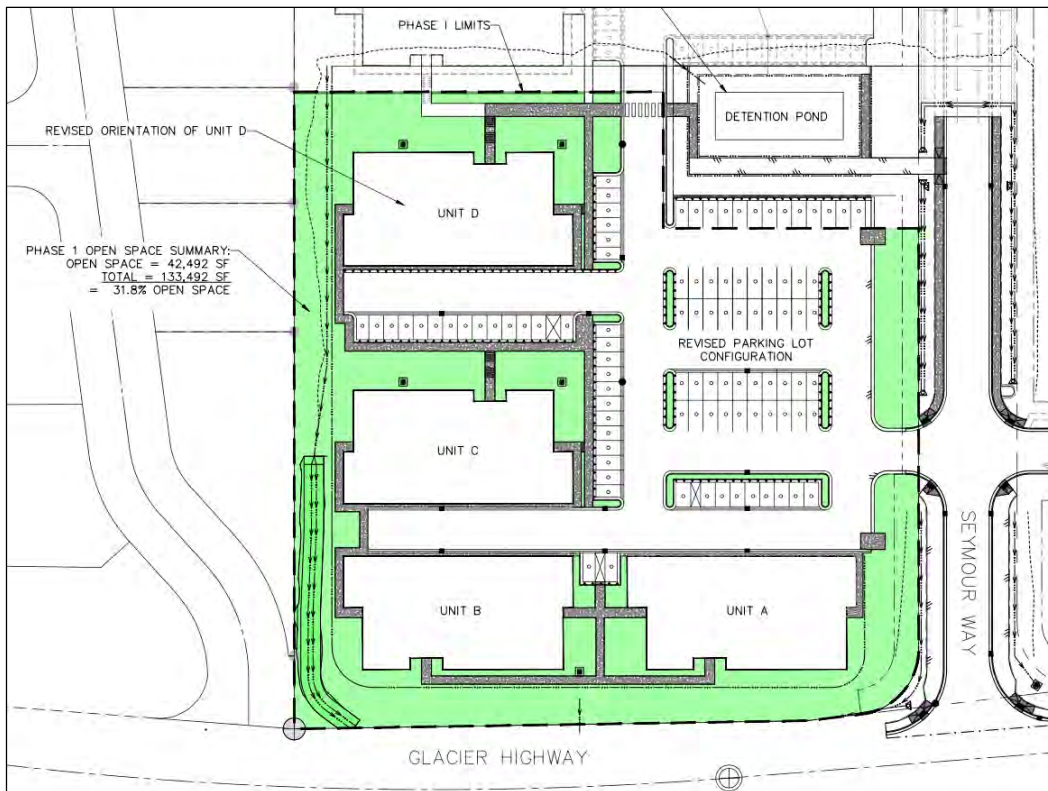 PHASE I LIMITS
REVISED ORIENTATION OF UNIT D
DETENTION POND
UNIT D
PHASE 1 OPEN SPACE SUMMARY:
OPEN SPACE = 42,492 SF
TOTAL = 133,492 SF
= 31.8% OPEN SPACE
REVISED PARKING LOT
CONFIGURATION
UNIT C
SEYMOUR WAY
UNIT B
UNIT A
GLACIER HIGHWAY